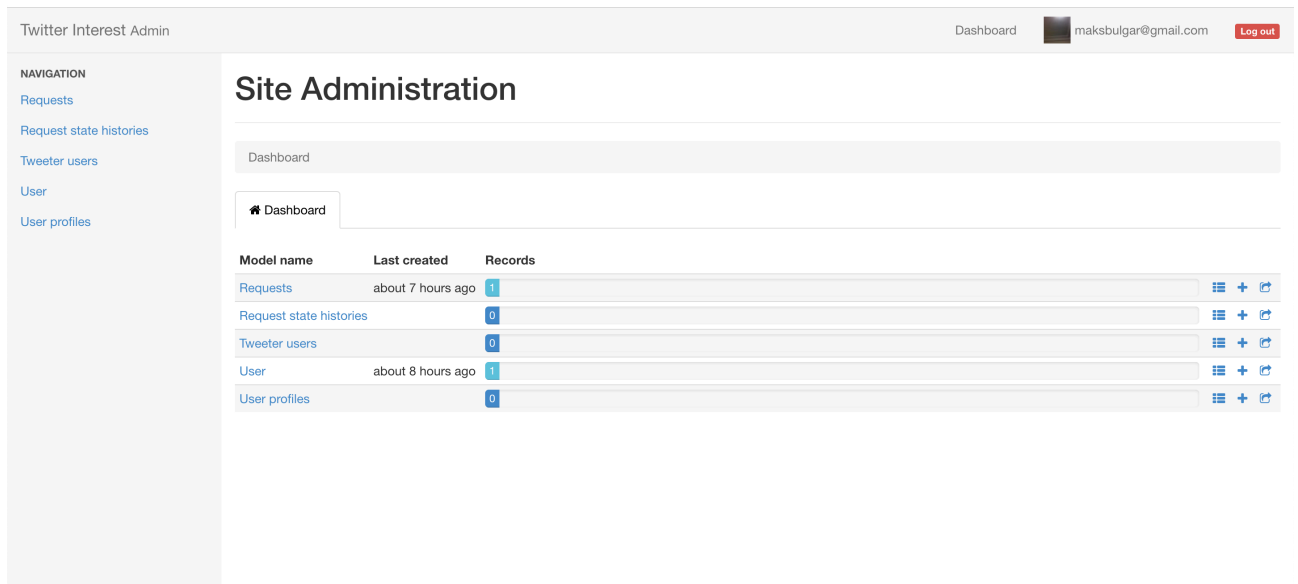 Twitter Interest Admin Dashboard maksbulgar@gmail.com Log out
NAVIGATION
Requests
Request state histories
Tweeter users
User
User profiles
Site Administration
Dashboard
Dashboard
Model name Last created Records
Requests about 7 hours ago 1
Request state histories 0
Tweeter users 0
User about 8 hours ago 1
User profiles 0